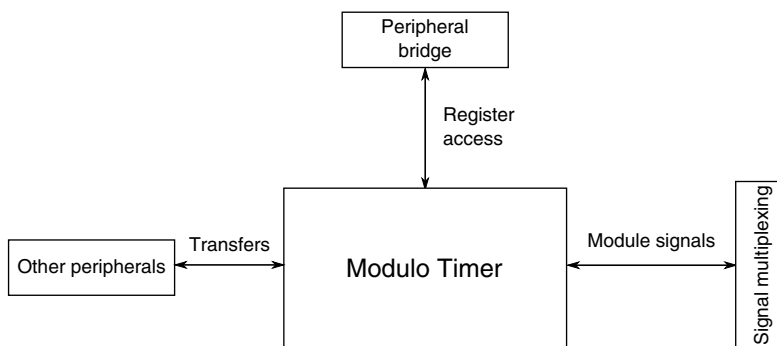 Peripheral
bridge
Register
access
Other peripherals
Transfers
Modulo Timer
Module signals
Signal multiplexing